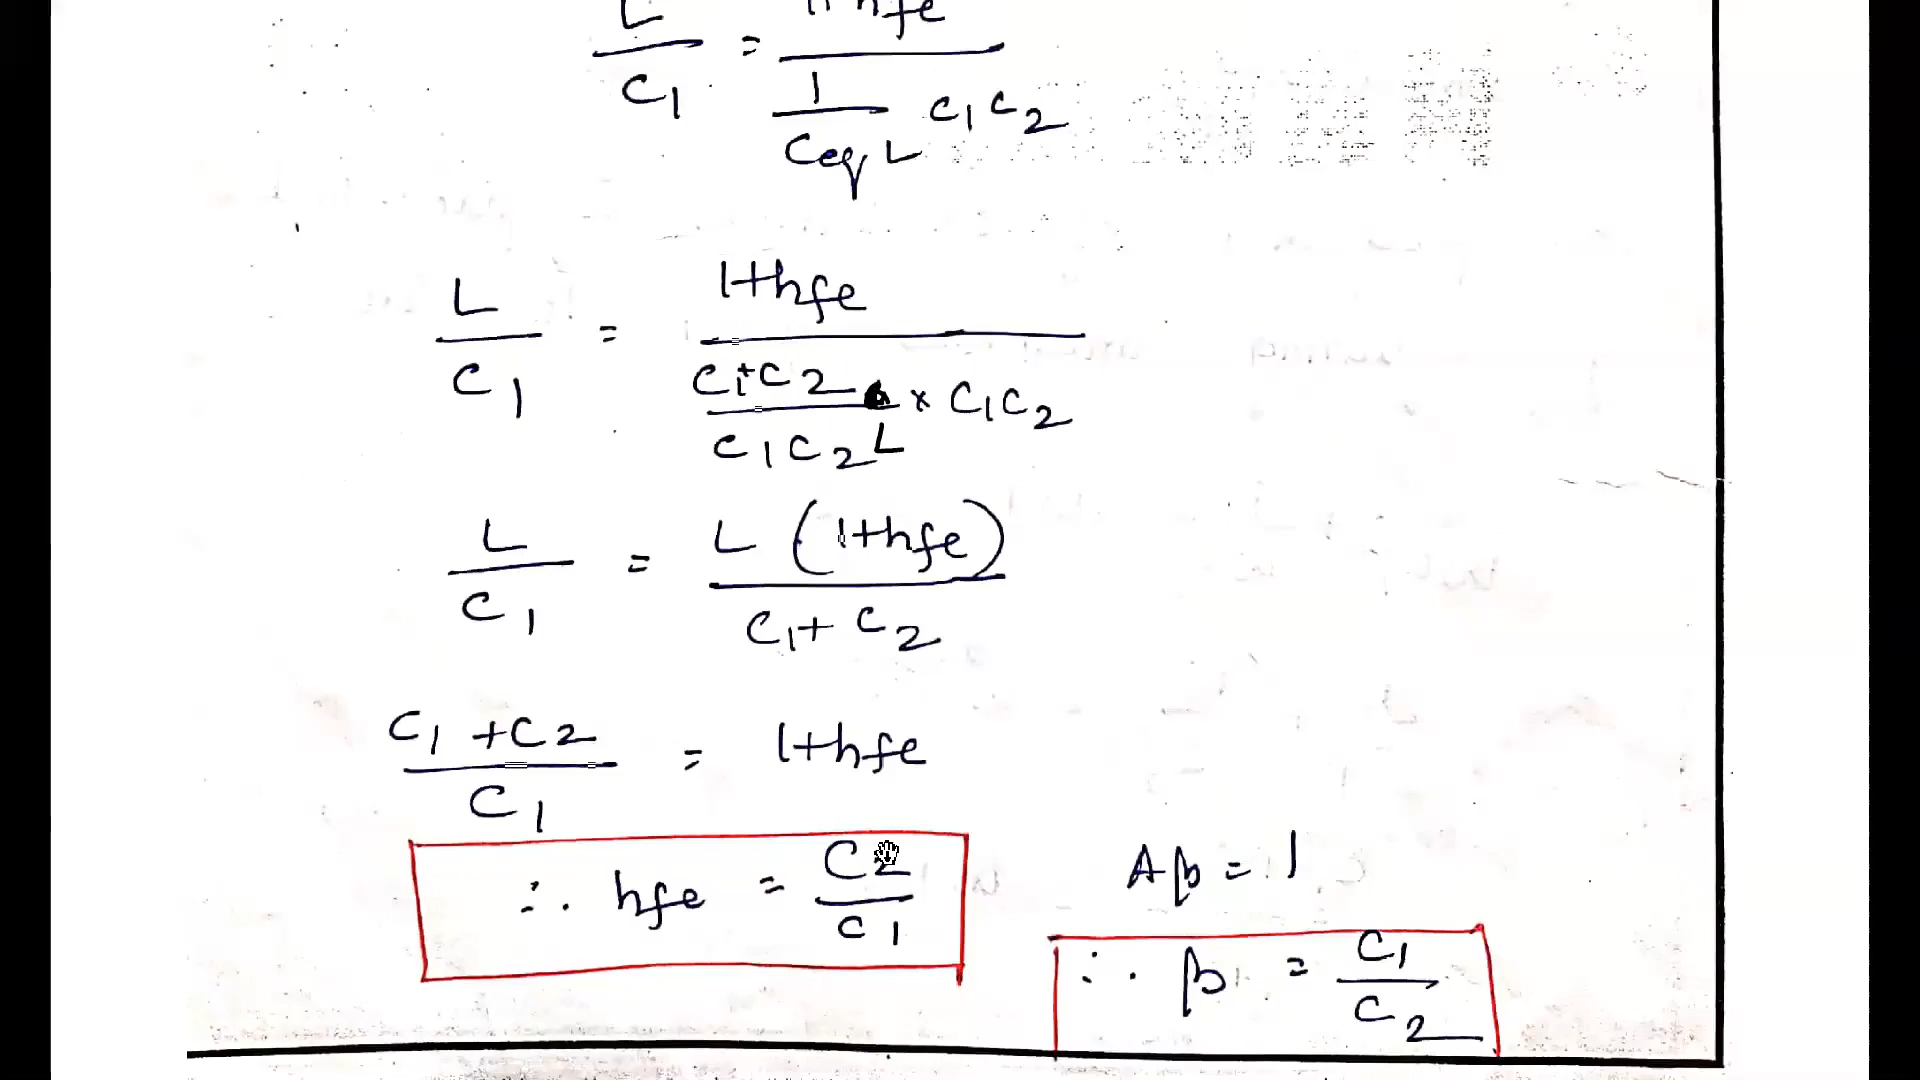 L/C1 = 1+hfe / (1/(Ceq L) C1C2)
L/C1 = 1+hfe / ((C1+C2)/(C1C2L) × C1C2)
L/C1 = L(1+hfe) / (C1+C2)
(C1+C2)/C1 = 1+hfe
∴ hfe = C2/C1
Aβ = 1
∴ β = C1/C2